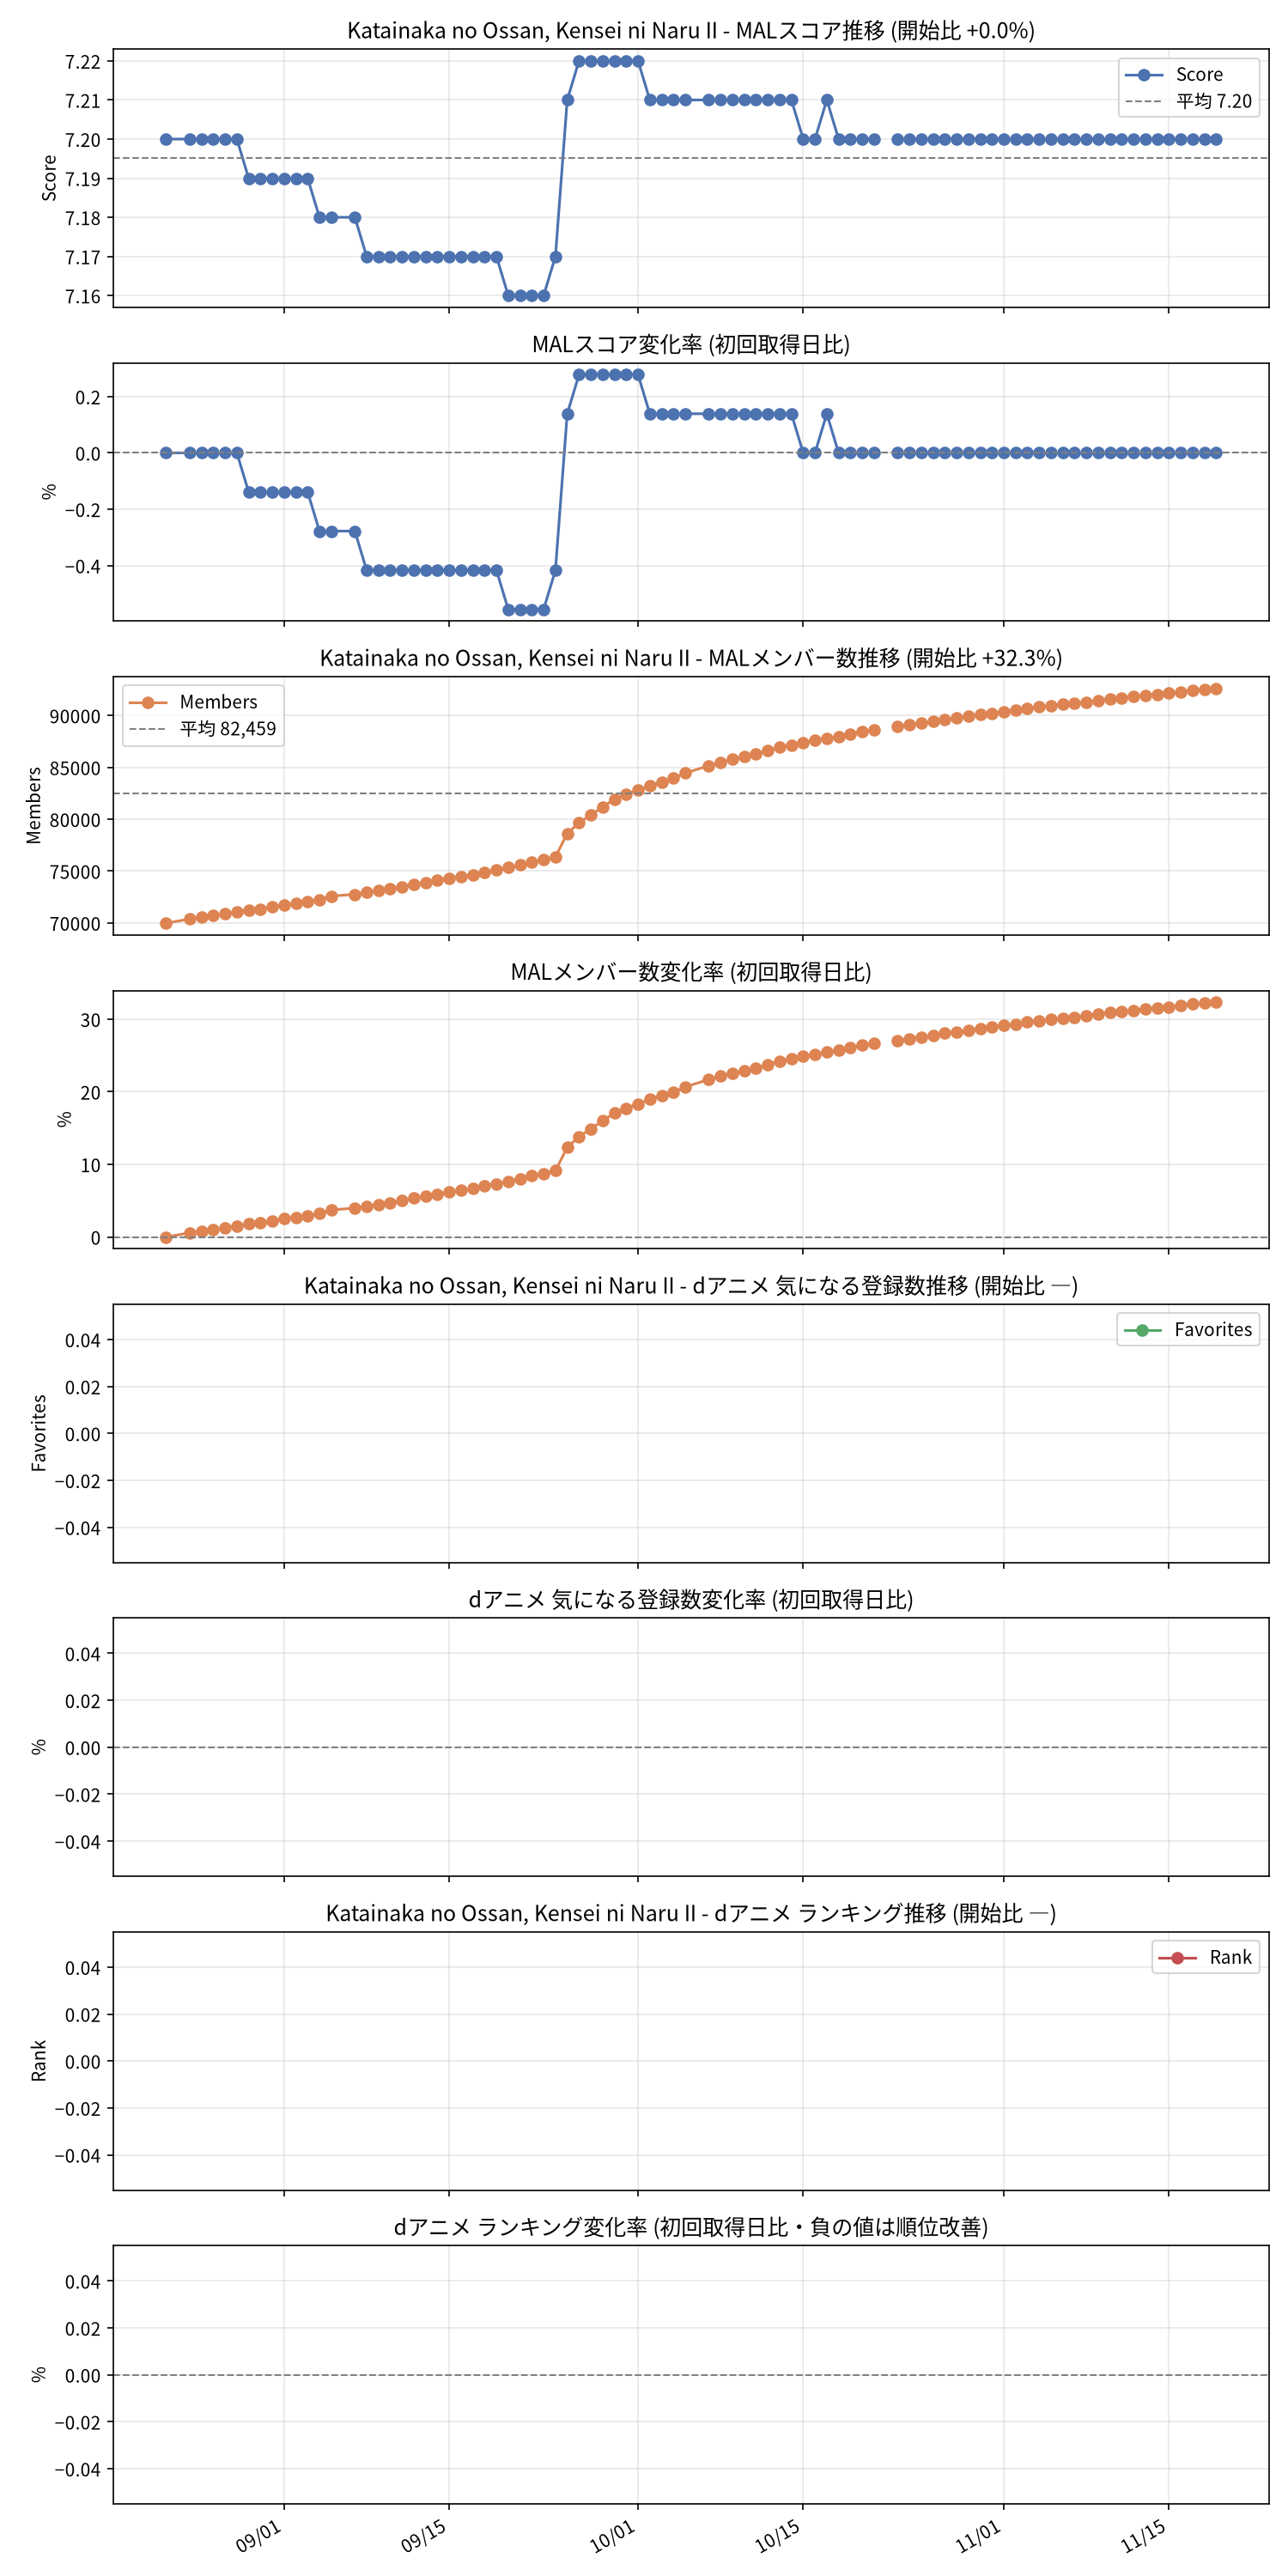 Katainaka no Ossan, Kensei ni Naru II - MALスコア推移 (開始比 +0.0%)
Score
7.22
7.21
7.20
7.19
7.18
7.17
7.16
Score
平均 7.20
MALスコア変化率 (初回取得日比)
%
0.2
0.0
−0.2
−0.4
Katainaka no Ossan, Kensei ni Naru II - MALメンバー数推移 (開始比 +32.3%)
Members
90000
85000
80000
75000
70000
Members
平均 82,459
MALメンバー数変化率 (初回取得日比)
%
30
20
10
0
Katainaka no Ossan, Kensei ni Naru II - dアニメ 気になる登録数推移 (開始比 —)
Favorites
0.04
0.02
0.00
−0.02
−0.04
Favorites
dアニメ 気になる登録数変化率 (初回取得日比)
%
0.04
0.02
0.00
−0.02
−0.04
Katainaka no Ossan, Kensei ni Naru II - dアニメ ランキング推移 (開始比 —)
Rank
0.04
0.02
0.00
−0.02
−0.04
Rank
dアニメ ランキング変化率 (初回取得日比・負の値は順位改善)
%
0.04
0.02
0.00
−0.02
−0.04
09/01
09/15
10/01
10/15
11/01
11/15